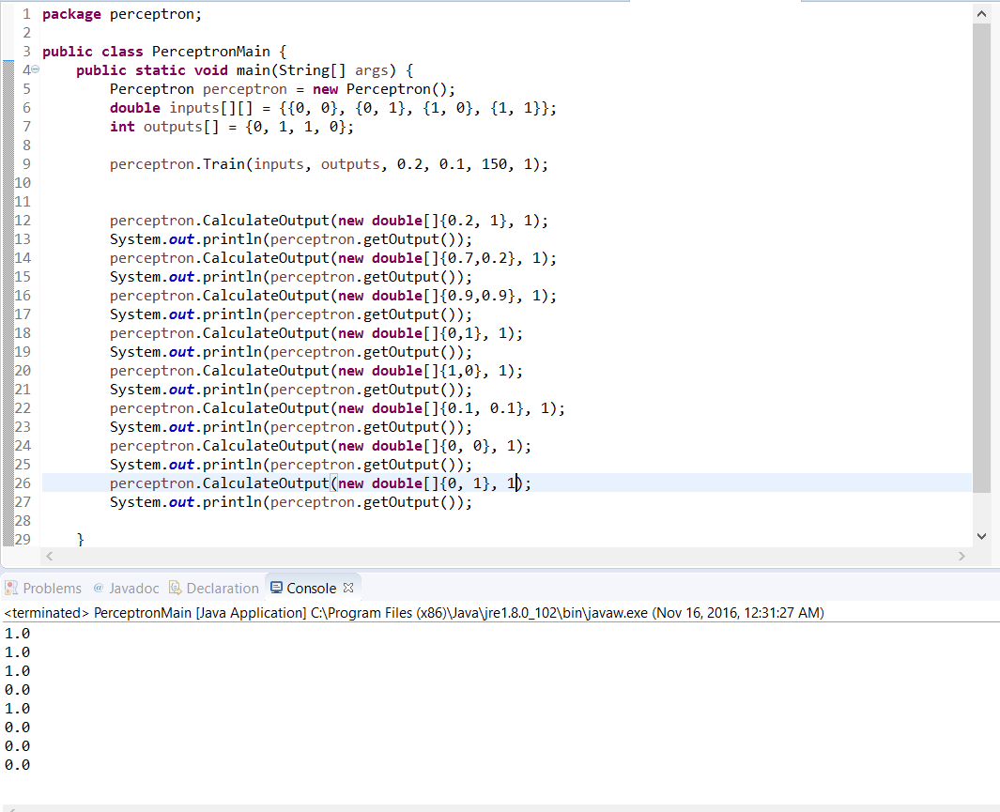 1 package perceptron;
2
3 public class PerceptronMain {
4 public static void main(String[] args) {
5 Perceptron perceptron = new Perceptron();
6 double inputs[][] = {{0, 0}, {0, 1}, {1, 0}, {1, 1}};
7 int outputs[] = {0, 1, 1, 0};
8
9 perceptron.Train(inputs, outputs, 0.2, 0.1, 150, 1);
10
11
12 perceptron.CalculateOutput(new double[]{0.2, 1}, 1);
13 System.out.println(perceptron.getOutput());
14 perceptron.CalculateOutput(new double[]{0.7,0.2}, 1);
15 System.out.println(perceptron.getOutput());
16 perceptron.CalculateOutput(new double[]{0.9,0.9}, 1);
17 System.out.println(perceptron.getOutput());
18 perceptron.CalculateOutput(new double[]{0,1}, 1);
19 System.out.println(perceptron.getOutput());
20 perceptron.CalculateOutput(new double[]{1,0}, 1);
21 System.out.println(perceptron.getOutput());
22 perceptron.CalculateOutput(new double[]{0.1, 0.1}, 1);
23 System.out.println(perceptron.getOutput());
24 perceptron.CalculateOutput(new double[]{0, 0}, 1);
25 System.out.println(perceptron.getOutput());
26 perceptron.CalculateOutput(new double[]{0, 1}, 1);
27 System.out.println(perceptron.getOutput());
28
29 }
Problems @ Javadoc Declaration Console
<terminated> PerceptronMain [Java Application] C:\Program Files (x86)\Java\jre1.8.0_102\bin\javaw.exe (Nov 16, 2016, 12:31:27 AM)
1.0
1.0
1.0
0.0
1.0
0.0
0.0
0.0